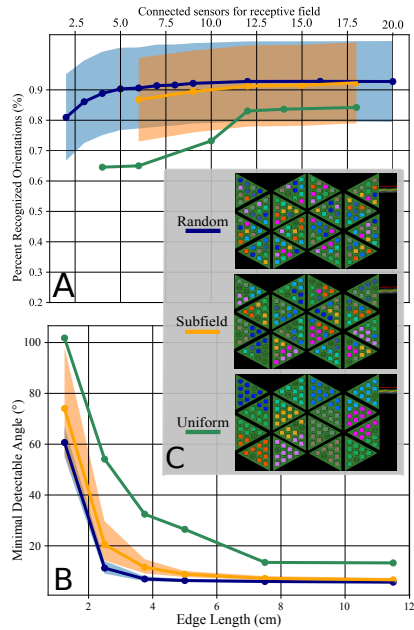 Connected sensors for receptive field
2.5 5.0 7.5 10.0 12.5 15.0 17.5 20.0
Percent Recognized Orientations (%)
0.9
0.8
0.7
0.6
0.5
0.4
0.3
0.2
A
Random
Subfield
Uniform
C
Minimal Detectable Angle (°)
100
80
60
40
20
B
2 4 6 8 10 12
Edge Length (cm)